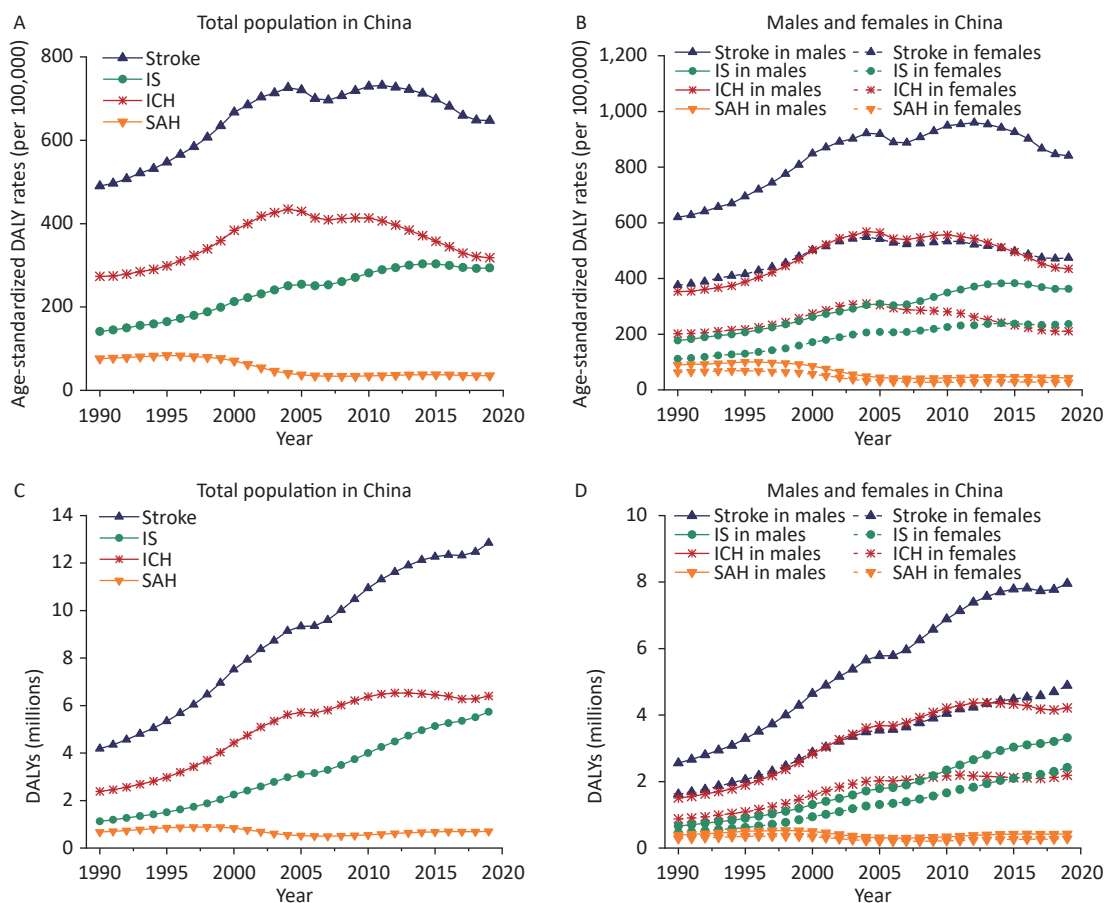 A
Total population in China
Age-standardized DALY rates (per 100,000)
800
600
400
200
0
Stroke
IS
ICH
SAH
1990 1995 2000 2005 2010 2015 2020
Year
B
Males and females in China
Age-standardized DALY rates (per 100,000)
1,200
1,000
800
600
400
200
0
Stroke in males Stroke in females
IS in males IS in females
ICH in males ICH in females
SAH in males SAH in females
1990 1995 2000 2005 2010 2015 2020
Year
C
Total population in China
DALYs (millions)
14
12
10
8
6
4
2
0
Stroke
IS
ICH
SAH
1990 1995 2000 2005 2010 2015 2020
Year
D
Males and females in China
DALYs (millions)
10
8
6
4
2
0
Stroke in males Stroke in females
IS in males IS in females
ICH in males ICH in females
SAH in males SAH in females
1990 1995 2000 2005 2010 2015 2020
Year